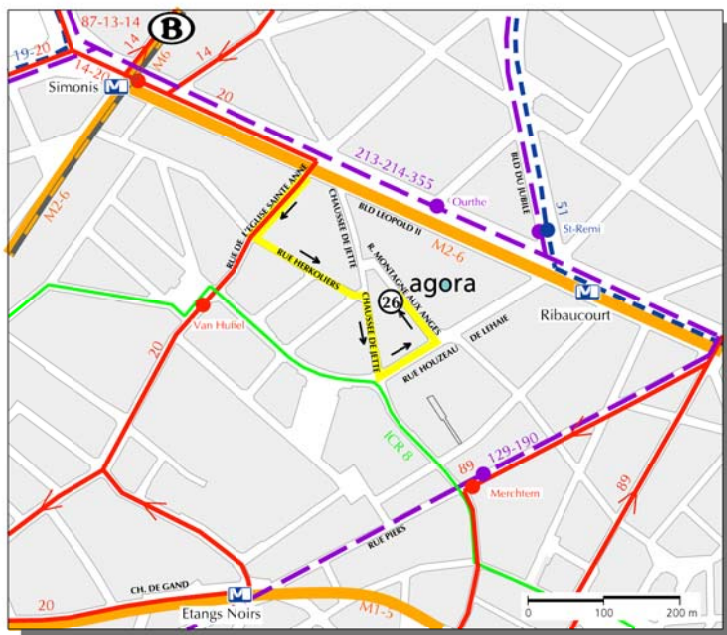 87-13-14
B
14
M6
14
19-20
14-20
Simonis
M
20
213-214-355
Ourthe
BLD DU JUBILE
51
St-Remi
RUE DE L'EGLISE SAINTE ANNE
CHAUSSEE DE JETTE
BLD LEOPOLD II
M2-6
M2-6
RUE HERKOLIERS
R. MONTAGNE AUX ANGES
agora
26
M
Ribaucourt
Van Hufiel
CHAUSSEE DE JETTE
RUE HOUZEAU DE LEHAIE
20
ICR 8
89
129-190
Merchtem
89
RUE PIERS
CH. DE GAND
M
20
Etangs Noirs
M1-5
0 100 200 m